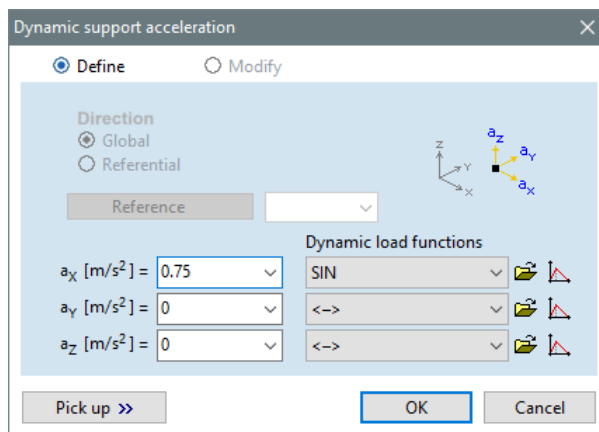 Dynamic support acceleration
Define Modify
Direction
Global
Referential
Reference
Z Y X
aZ aY aX
Dynamic load functions
aX [m/s²] = 0.75 SIN
aY [m/s²] = 0 <-->
aZ [m/s²] = 0 <-->
Pick up >> OK Cancel